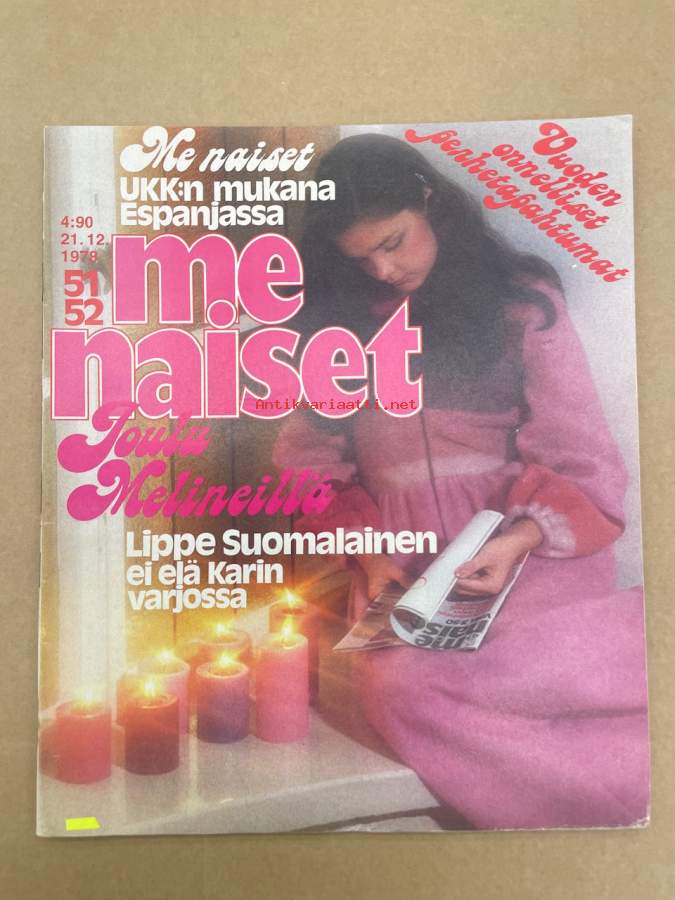 Me naiset
UKK:n mukana
Espanjassa
Vuoden
onnelliset
perhetapahtumat
4:90
21.12.
1978
51
52
me
naiset
Antikvariaatti.net
Joulu
Melineillä
Lippe Suomalainen
ei elä Karin
varjossa
me